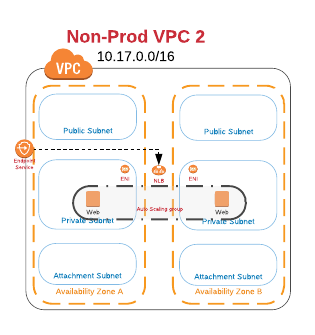 Non-Prod VPC 2
10.17.0.0/16
VPC
Public Subnet
Public Subnet
Endpoint
Service
ENI
NLB
ENI
Web
Auto Scaling group
Web
Private Subnet
Private Subnet
Attachment Subnet
Attachment Subnet
Availability Zone A
Availability Zone B